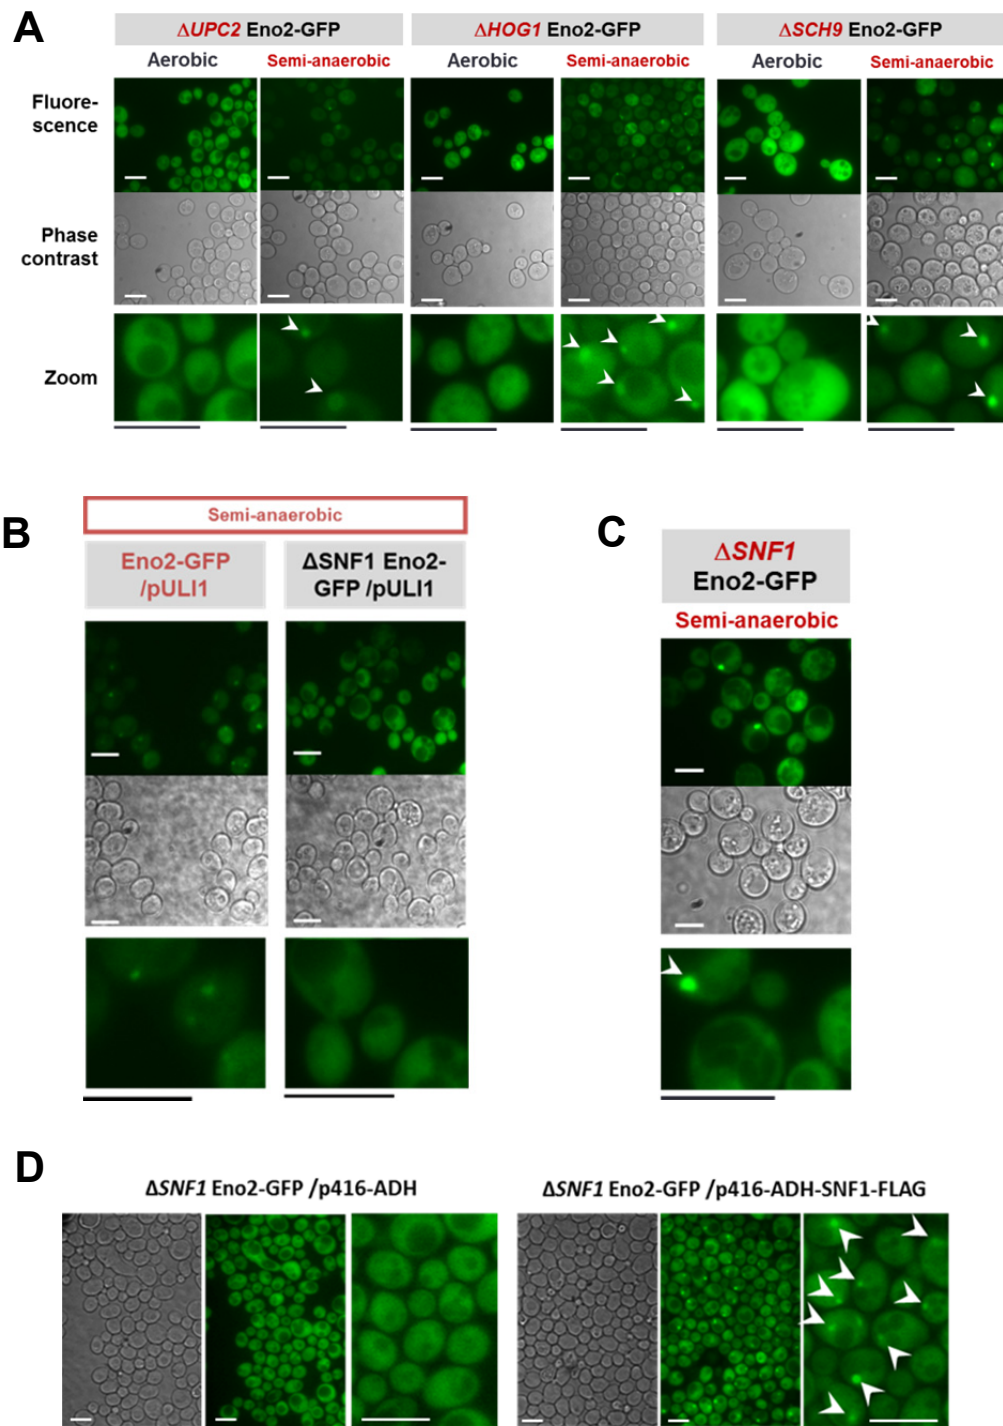 A
ΔUPC2 Eno2-GFP
ΔHOG1 Eno2-GFP
ΔSCH9 Eno2-GFP
Aerobic
Semi-anaerobic
Aerobic
Semi-anaerobic
Aerobic
Semi-anaerobic
Fluore-
scence
Phase
contrast
Zoom
B
Semi-anaerobic
Eno2-GFP
/pULI1
ΔSNF1 Eno2-
GFP /pULI1
C
ΔSNF1
Eno2-GFP
Semi-anaerobic
D
ΔSNF1 Eno2-GFP /p416-ADH
ΔSNF1 Eno2-GFP /p416-ADH-SNF1-FLAG